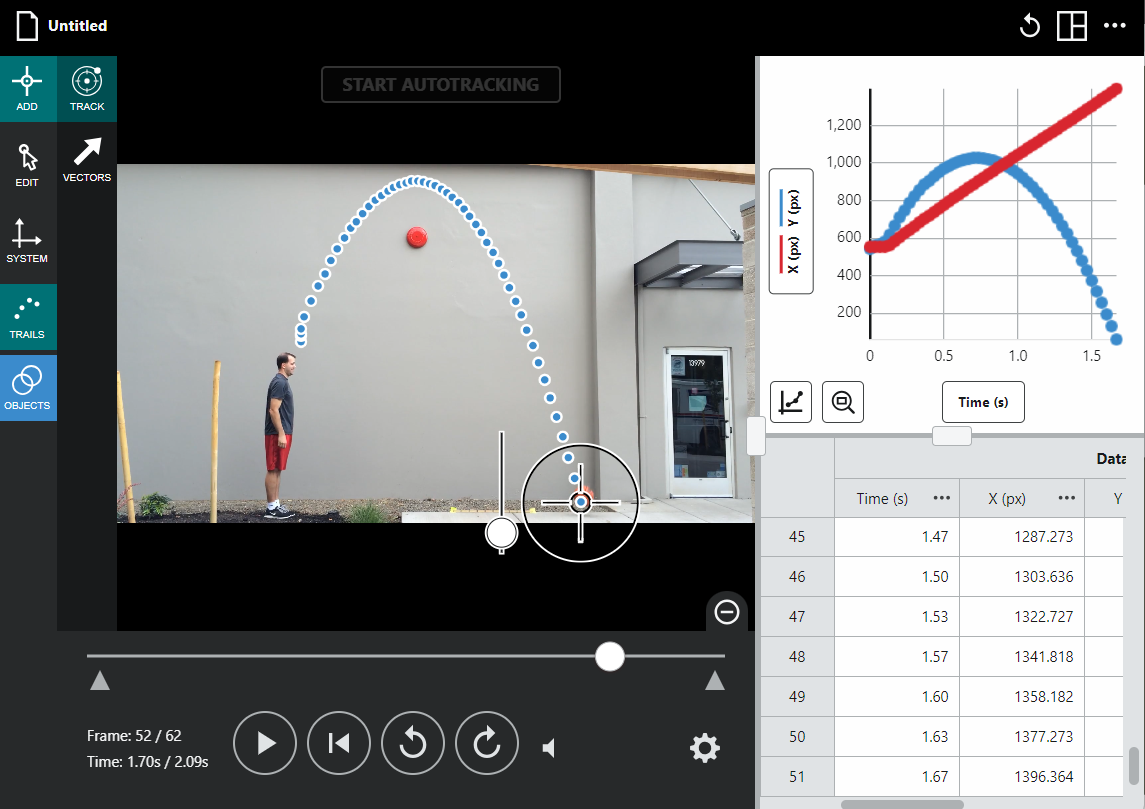 Untitled
START AUTOTRACKING
ADD
TRACK
EDIT
VECTORS
SYSTEM
TRAILS
OBJECTS
13979
1,200
1,000
800
600
400
200
X (px) Y (px)
0 0.5 1.0 1.5
Time (s)
Data
Time (s) ••• X (px) ••• Y
45 1.47 1287.273
46 1.50 1303.636
47 1.53 1322.727
48 1.57 1341.818
49 1.60 1358.182
50 1.63 1377.273
51 1.67 1396.364
Frame: 52 / 62
Time: 1.70s / 2.09s